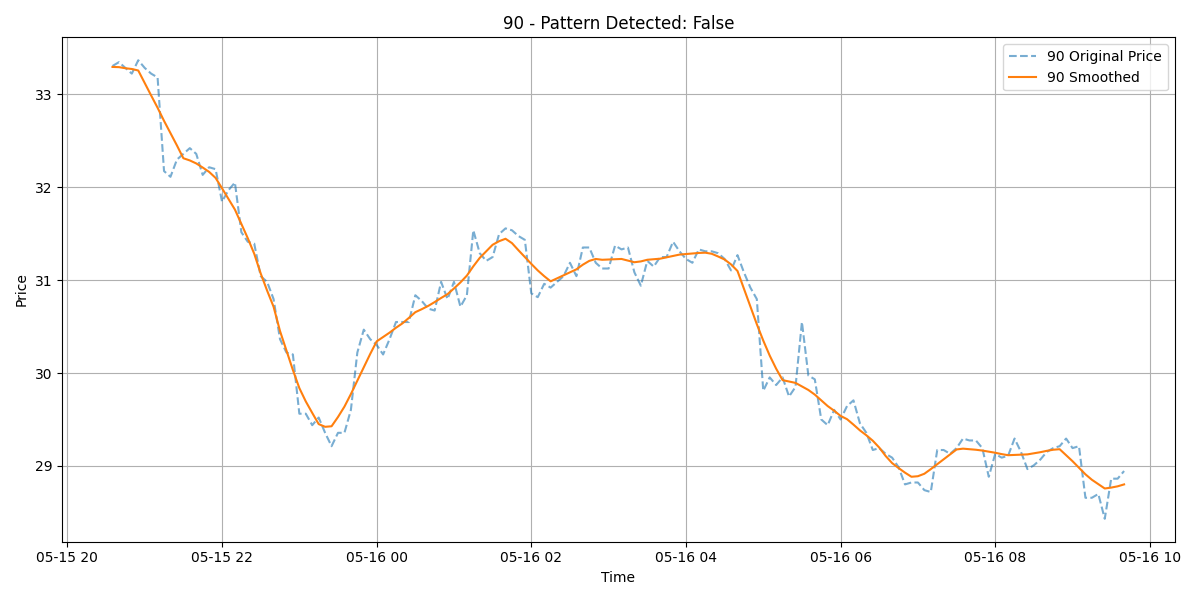 90 - Pattern Detected: False
90 Original Price
90 Smoothed
Price
33
32
31
30
29
05-15 20
05-15 22
05-16 00
05-16 02
05-16 04
05-16 06
05-16 08
05-16 10
Time